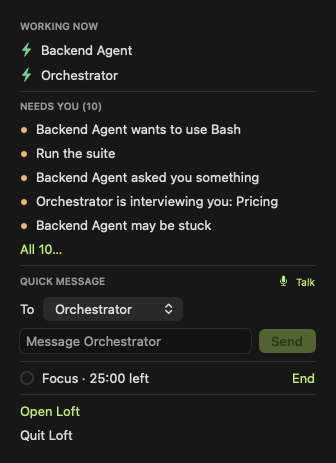 WORKING NOW
Backend Agent
Orchestrator
NEEDS YOU (10)
Backend Agent wants to use Bash
Run the suite
Backend Agent asked you something
Orchestrator is interviewing you: Pricing
Backend Agent may be stuck
All 10...
QUICK MESSAGE Talk
To Orchestrator
Message Orchestrator Send
Focus · 25:00 left End
Open Loft
Quit Loft